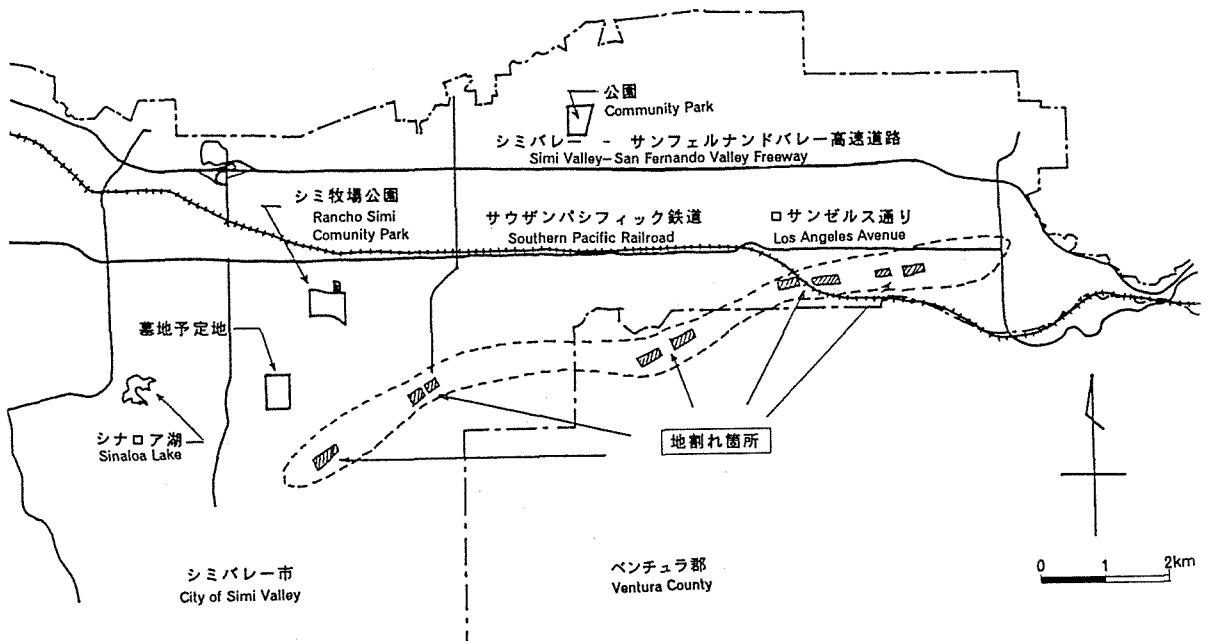 公園
Community Park
シミバレー - サンフェルナンドバレー高速道路
Simi Valley-San Fernando Valley Freeway
シミ牧場公園
Rancho Simi
Comunity Park
サウザンパシフィック鉄道
Southern Pacific Railroad
ロサンゼルス通り
Los Angeles Avenue
墓地予定地
シナロア湖
Sinaloa Lake
地割れ箇所
シミバレー市
City of Simi Valley
ベンチュラ郡
Ventura County
0 1 2km